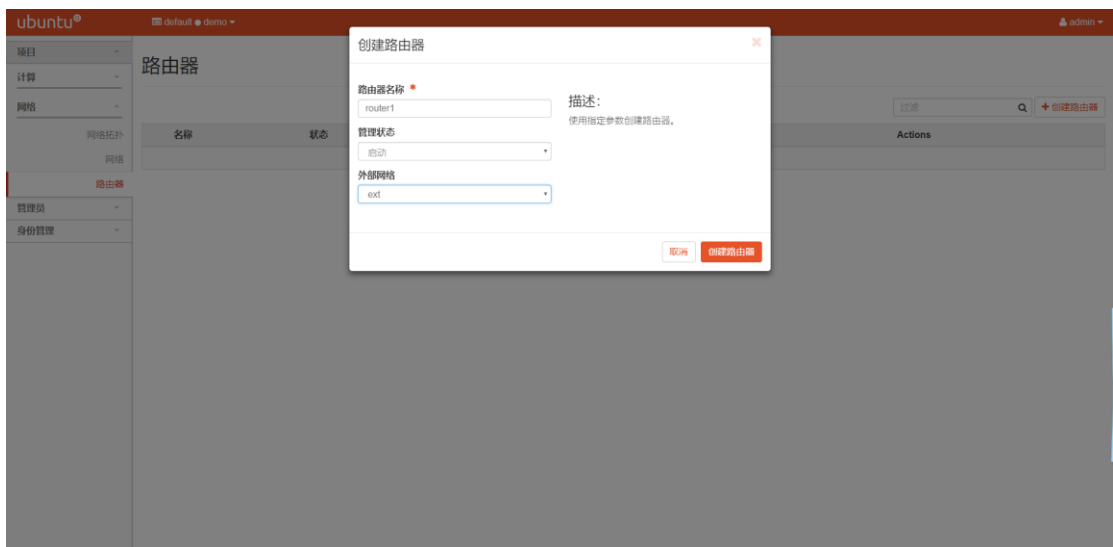 ubuntu®
default ● demo
admin
项目
计算
网络
网络拓扑
网络
路由器
管理员
身份管理
路由器
过滤
+ 创建路由器
名称
状态
Actions
创建路由器
路由器名称 *
router1
管理状态
启动
外部网络
ext
描述:
使用指定参数创建路由器。
取消
创建路由器